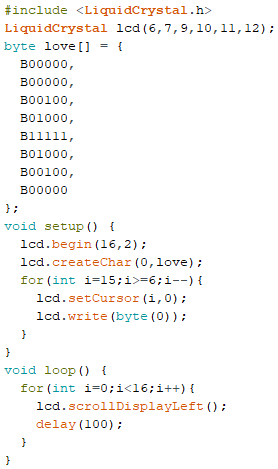 #include <LiquidCrystal.h>
LiquidCrystal lcd(6,7,9,10,11,12);
byte love[] = {
  B00000,
  B00000,
  B00100,
  B01000,
  B11111,
  B01000,
  B00100,
  B00000
};
void setup() {
  lcd.begin(16,2);
  lcd.createChar(0,love);
  for(int i=15;i>=6;i--){
    lcd.setCursor(i,0);
    lcd.write(byte(0));
  }
}
void loop() {
  for(int i=0;i<16;i++){
    lcd.scrollDisplayLeft();
    delay(100);
  }
}